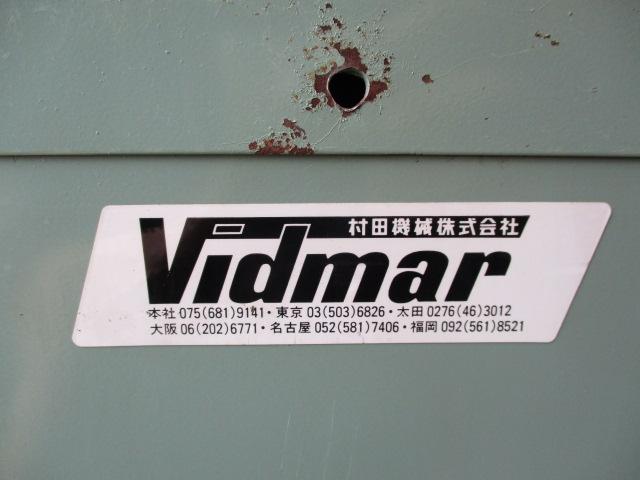 村田機械株式会社
Vidmar
本社 075(681)9141・東京 03(503)6826・太田 0276(46)3012
大阪 06(202)6771・名古屋 052(581)7406・福岡 092(561)8521